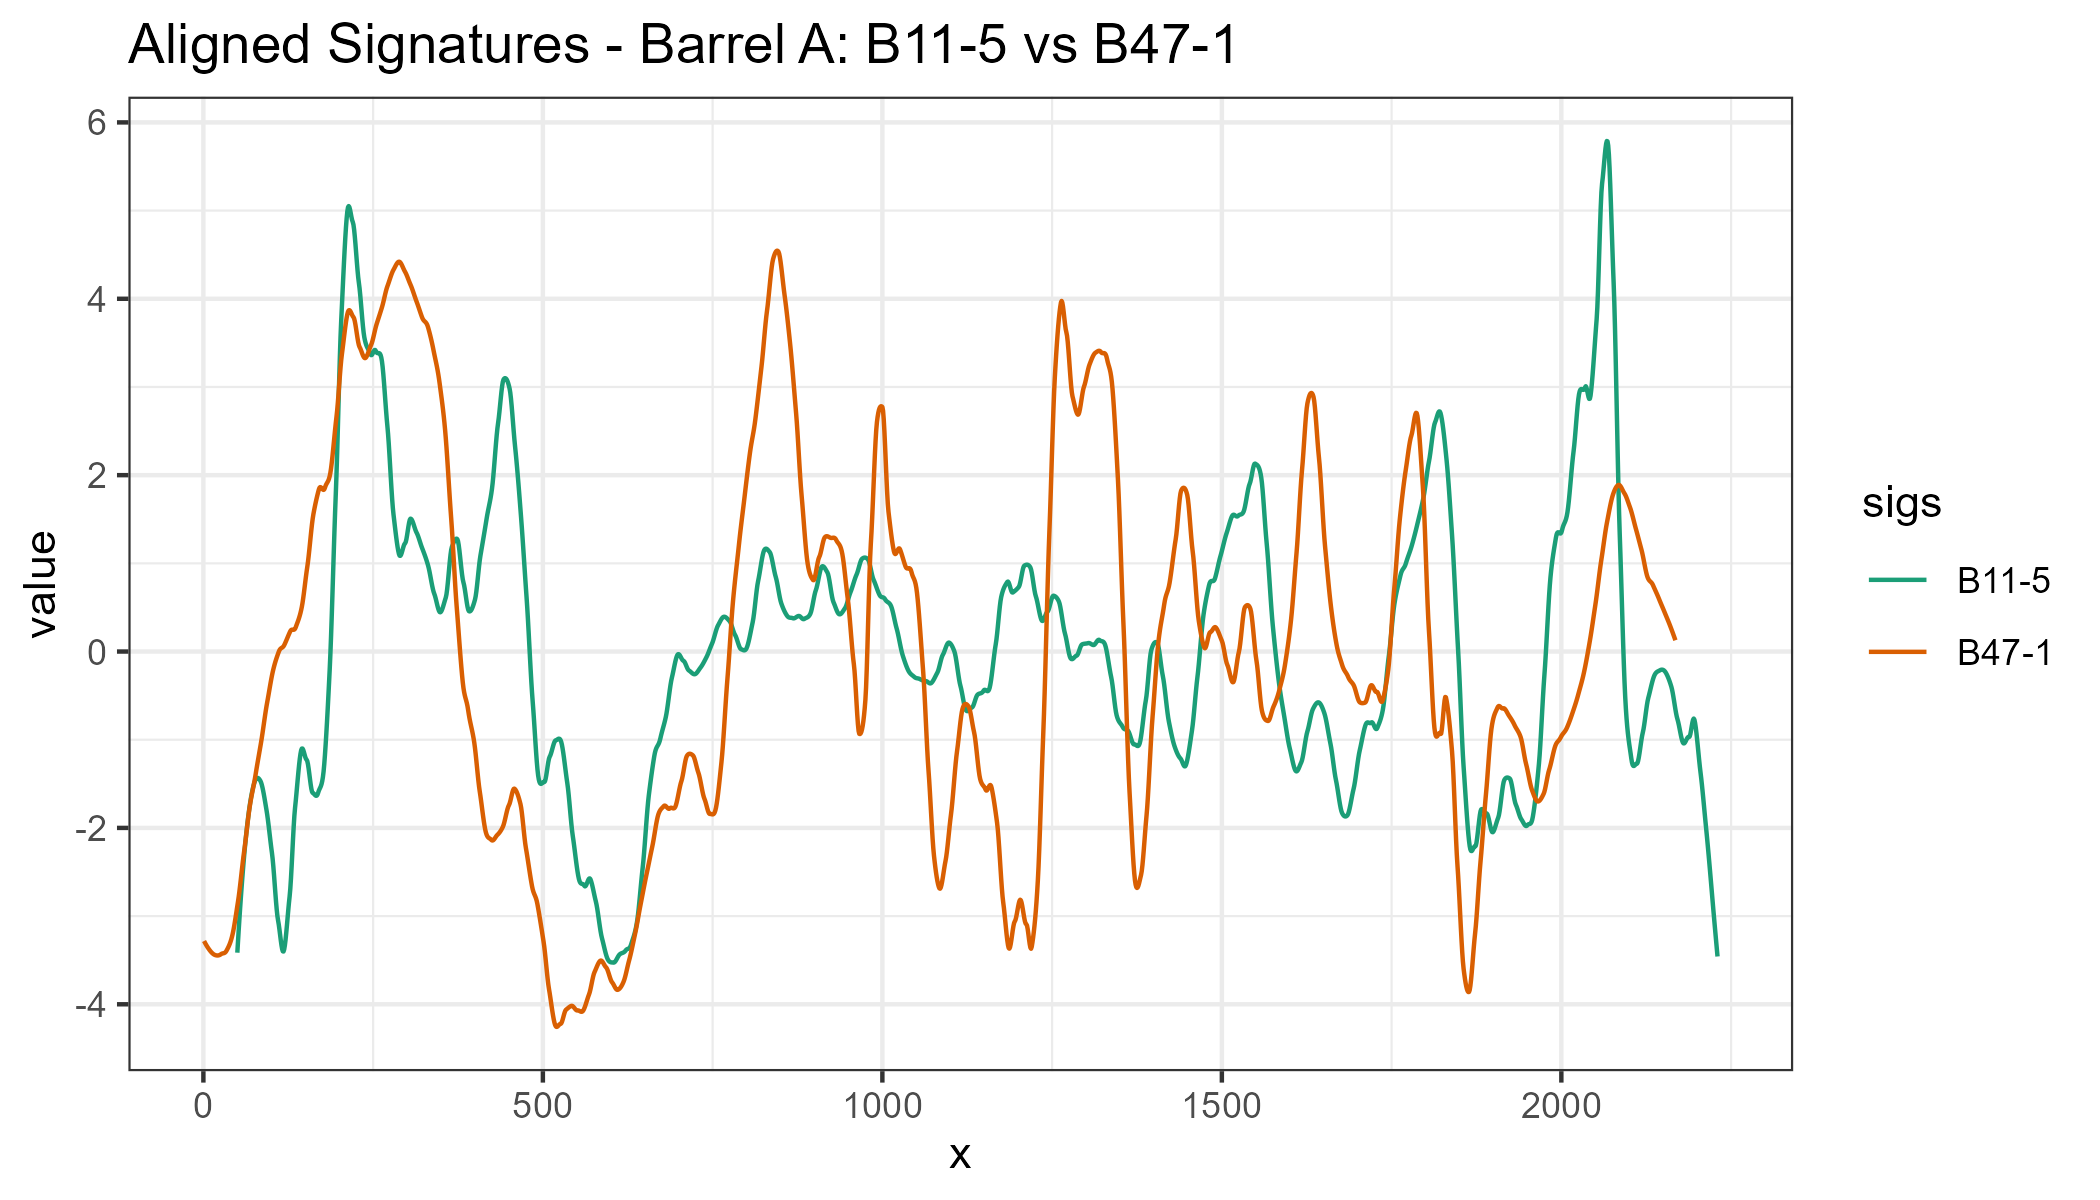 Aligned Signatures - Barrel A: B11-5 vs B47-1
6
4
2
0
-2
-4
value
0 500 1000 1500 2000
x
sigs
B11-5
B47-1